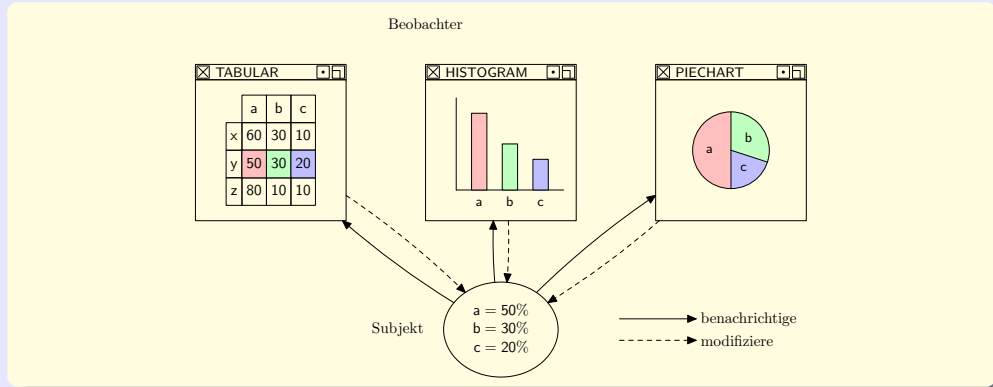 Beobachter
TABULAR
a b c
x 60 30 10
y 50 30 20
z 80 10 10
HISTOGRAM
a b c
PIECHART
a
b
c
Subjekt
a = 50%
b = 30%
c = 20%
benachrichtige
modifiziere